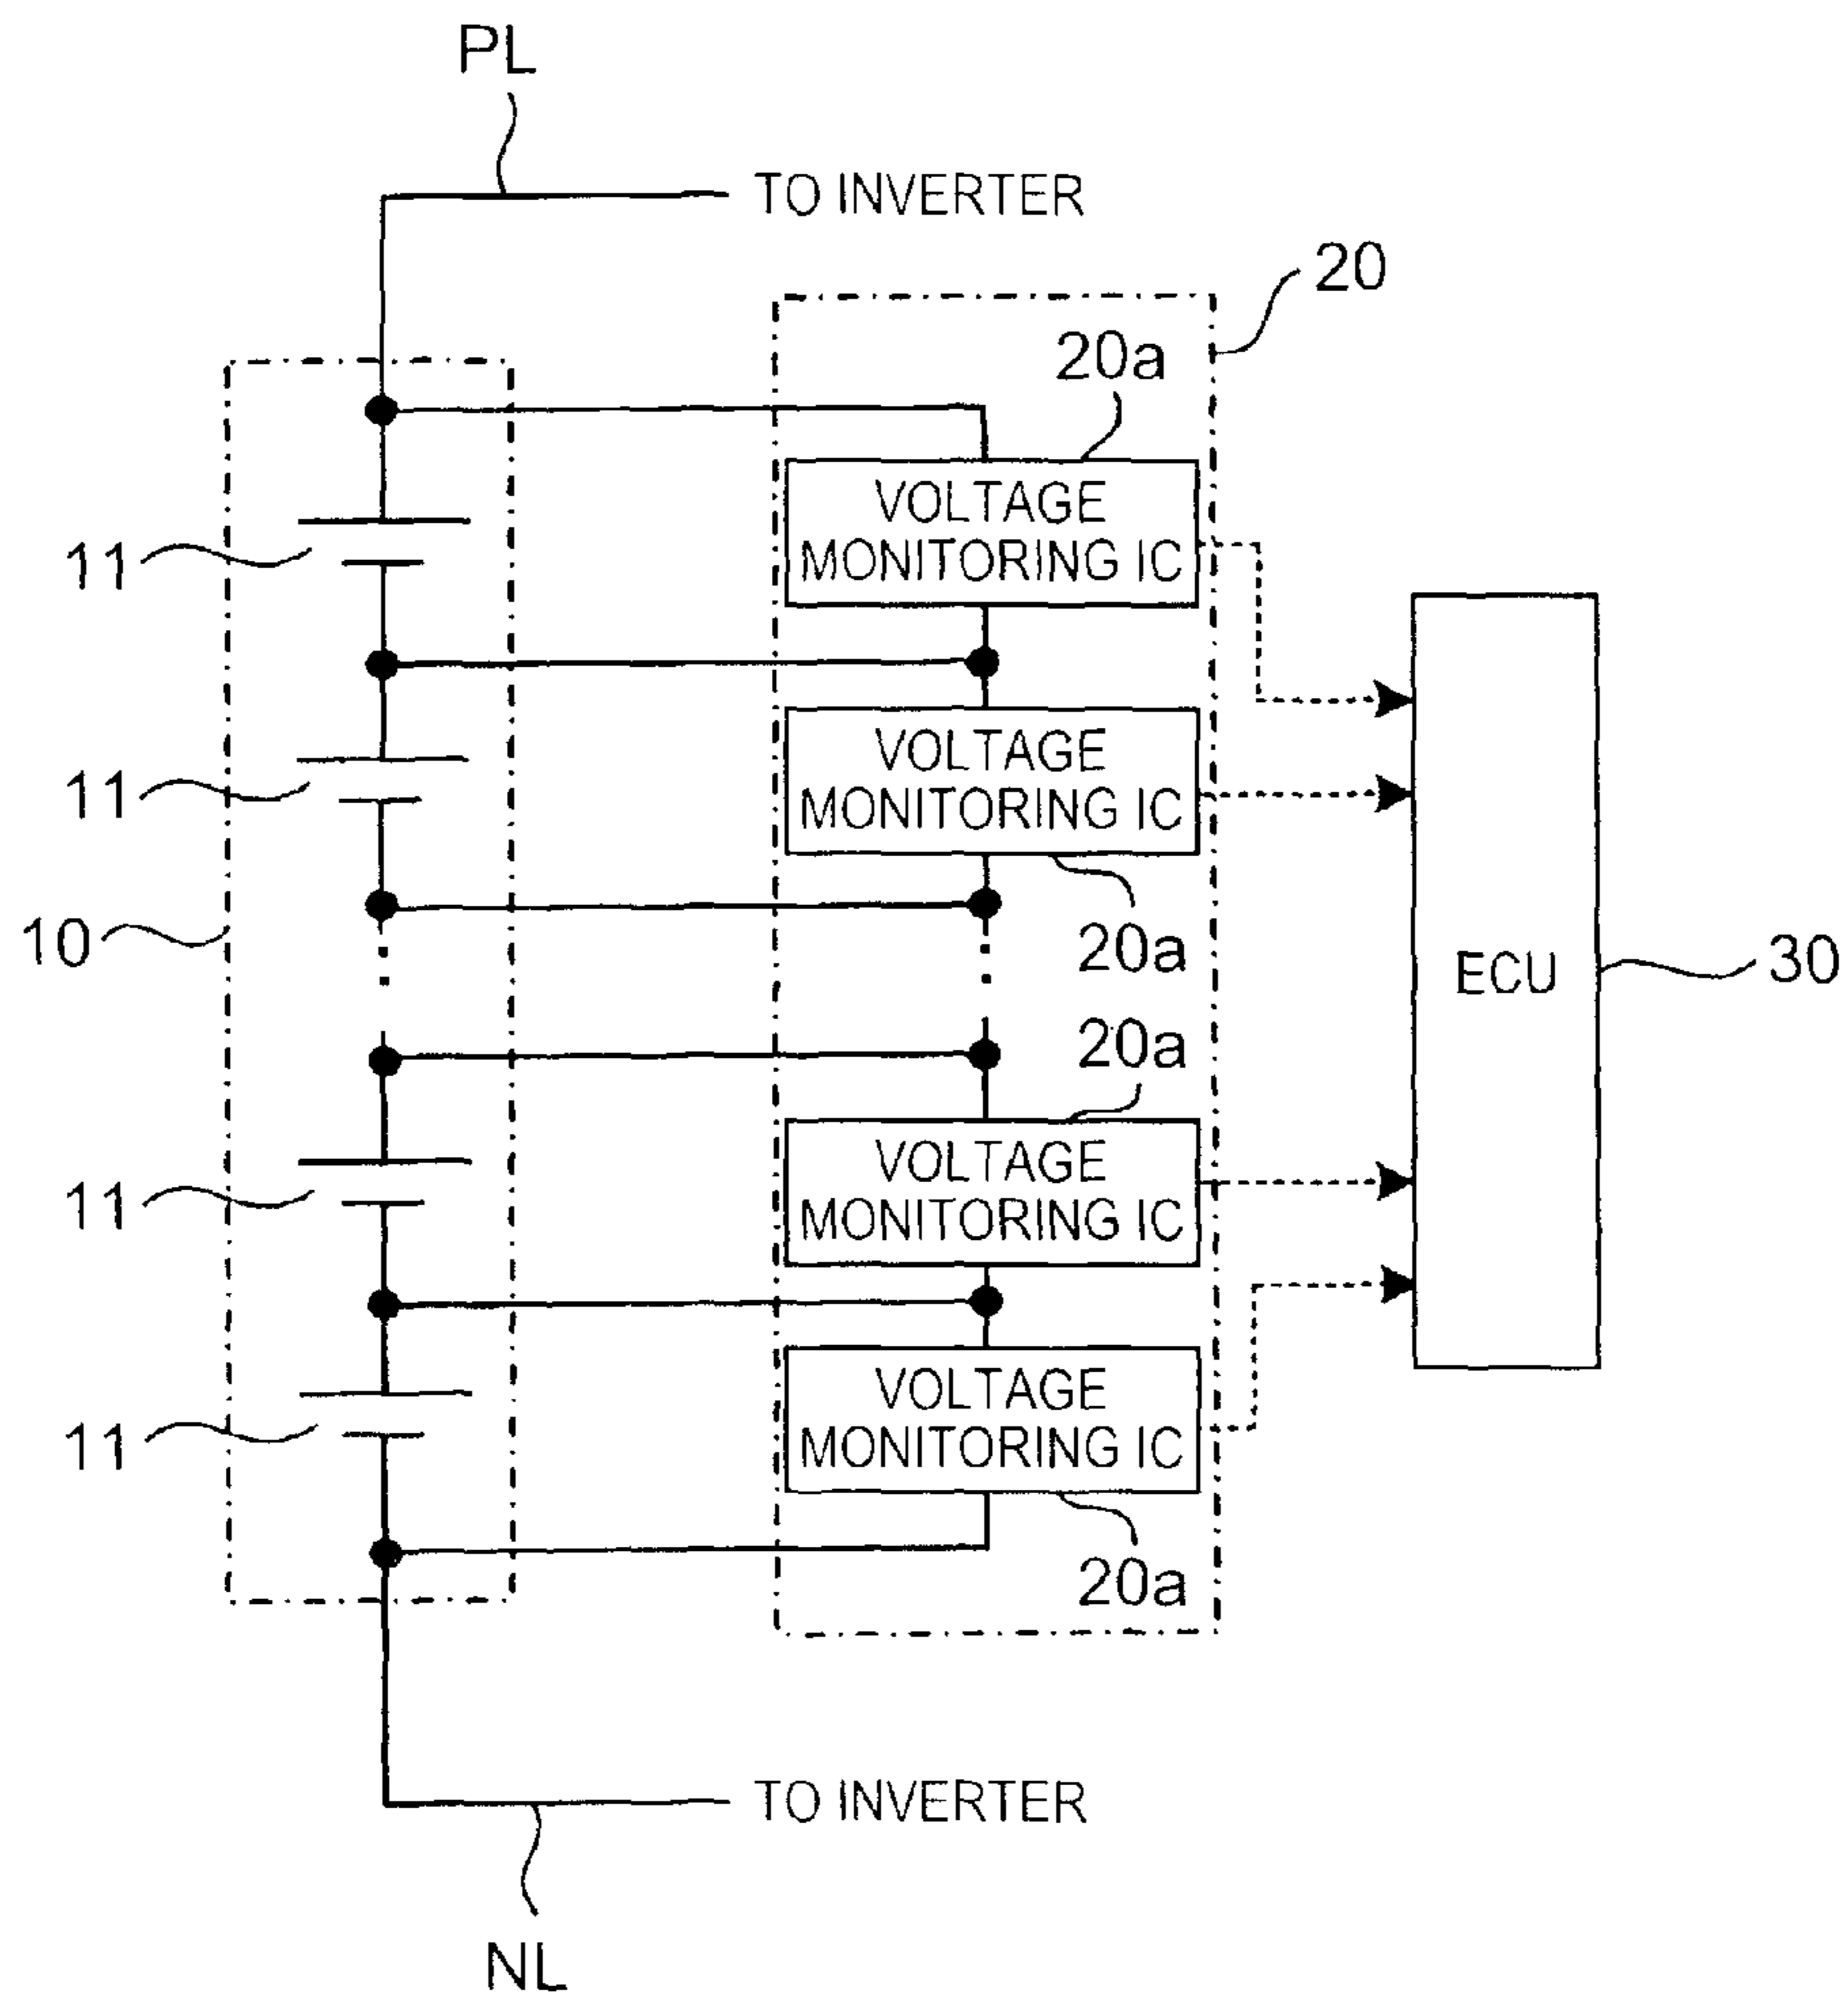 PL
TO INVERTER
20
20a
VOLTAGE
MONITORING IC
11
VOLTAGE
MONITORING IC
11
20a
10
ECU
30
20a
VOLTAGE
MONITORING IC
11
VOLTAGE
MONITORING IC
11
20a
TO INVERTER
NL